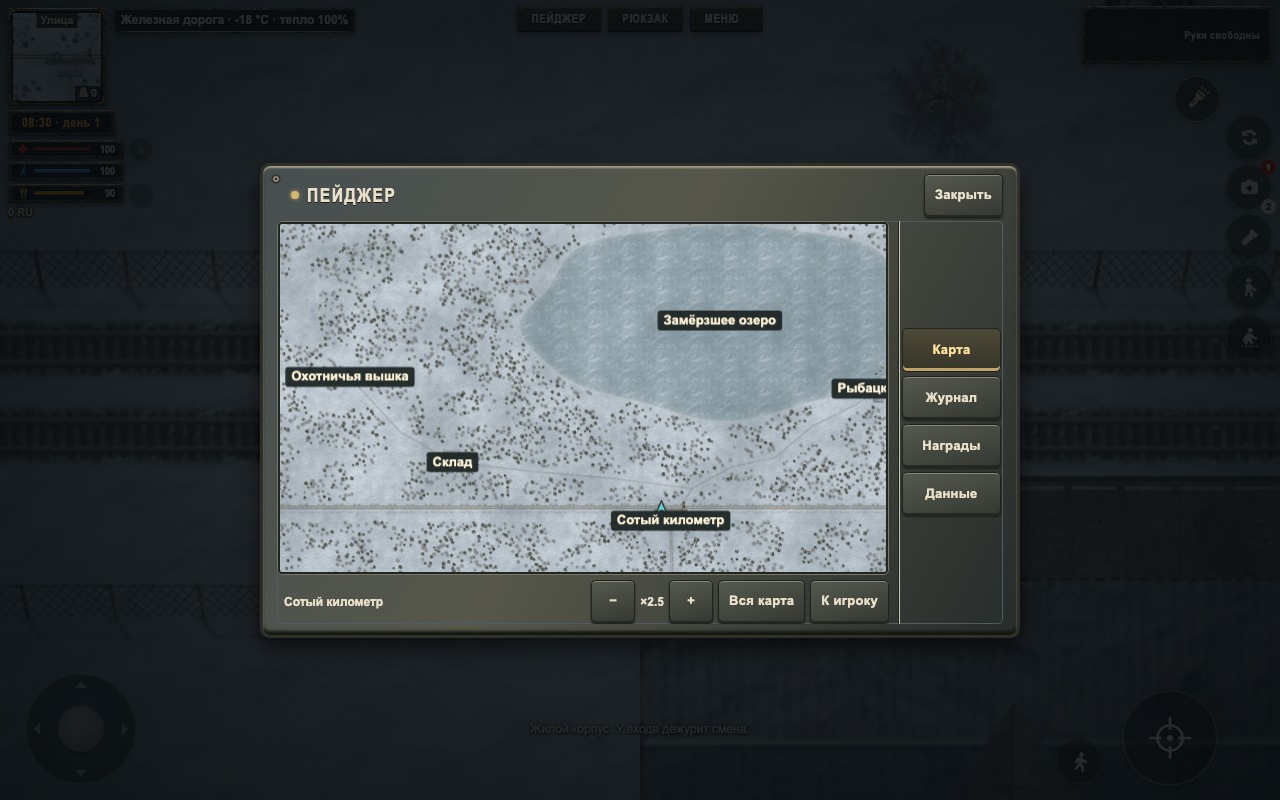 Улица
Железная дорога · -18 °C · тепло 100%
ПЕЙДЖЕР
РЮКЗАК
МЕНЮ
Руки свободны
0
08:30 · день 1
100
100
90
0 RU
1
2
ПЕЙДЖЕР
Закрыть
Замёрзшее озеро
Охотничья вышка
Рыбацк
Склад
Сотый километр
Карта
Журнал
Награды
Данные
Сотый километр
−
×2.5
+
Вся карта
К игроку
Жилой корпус. У входа дежурит смена.